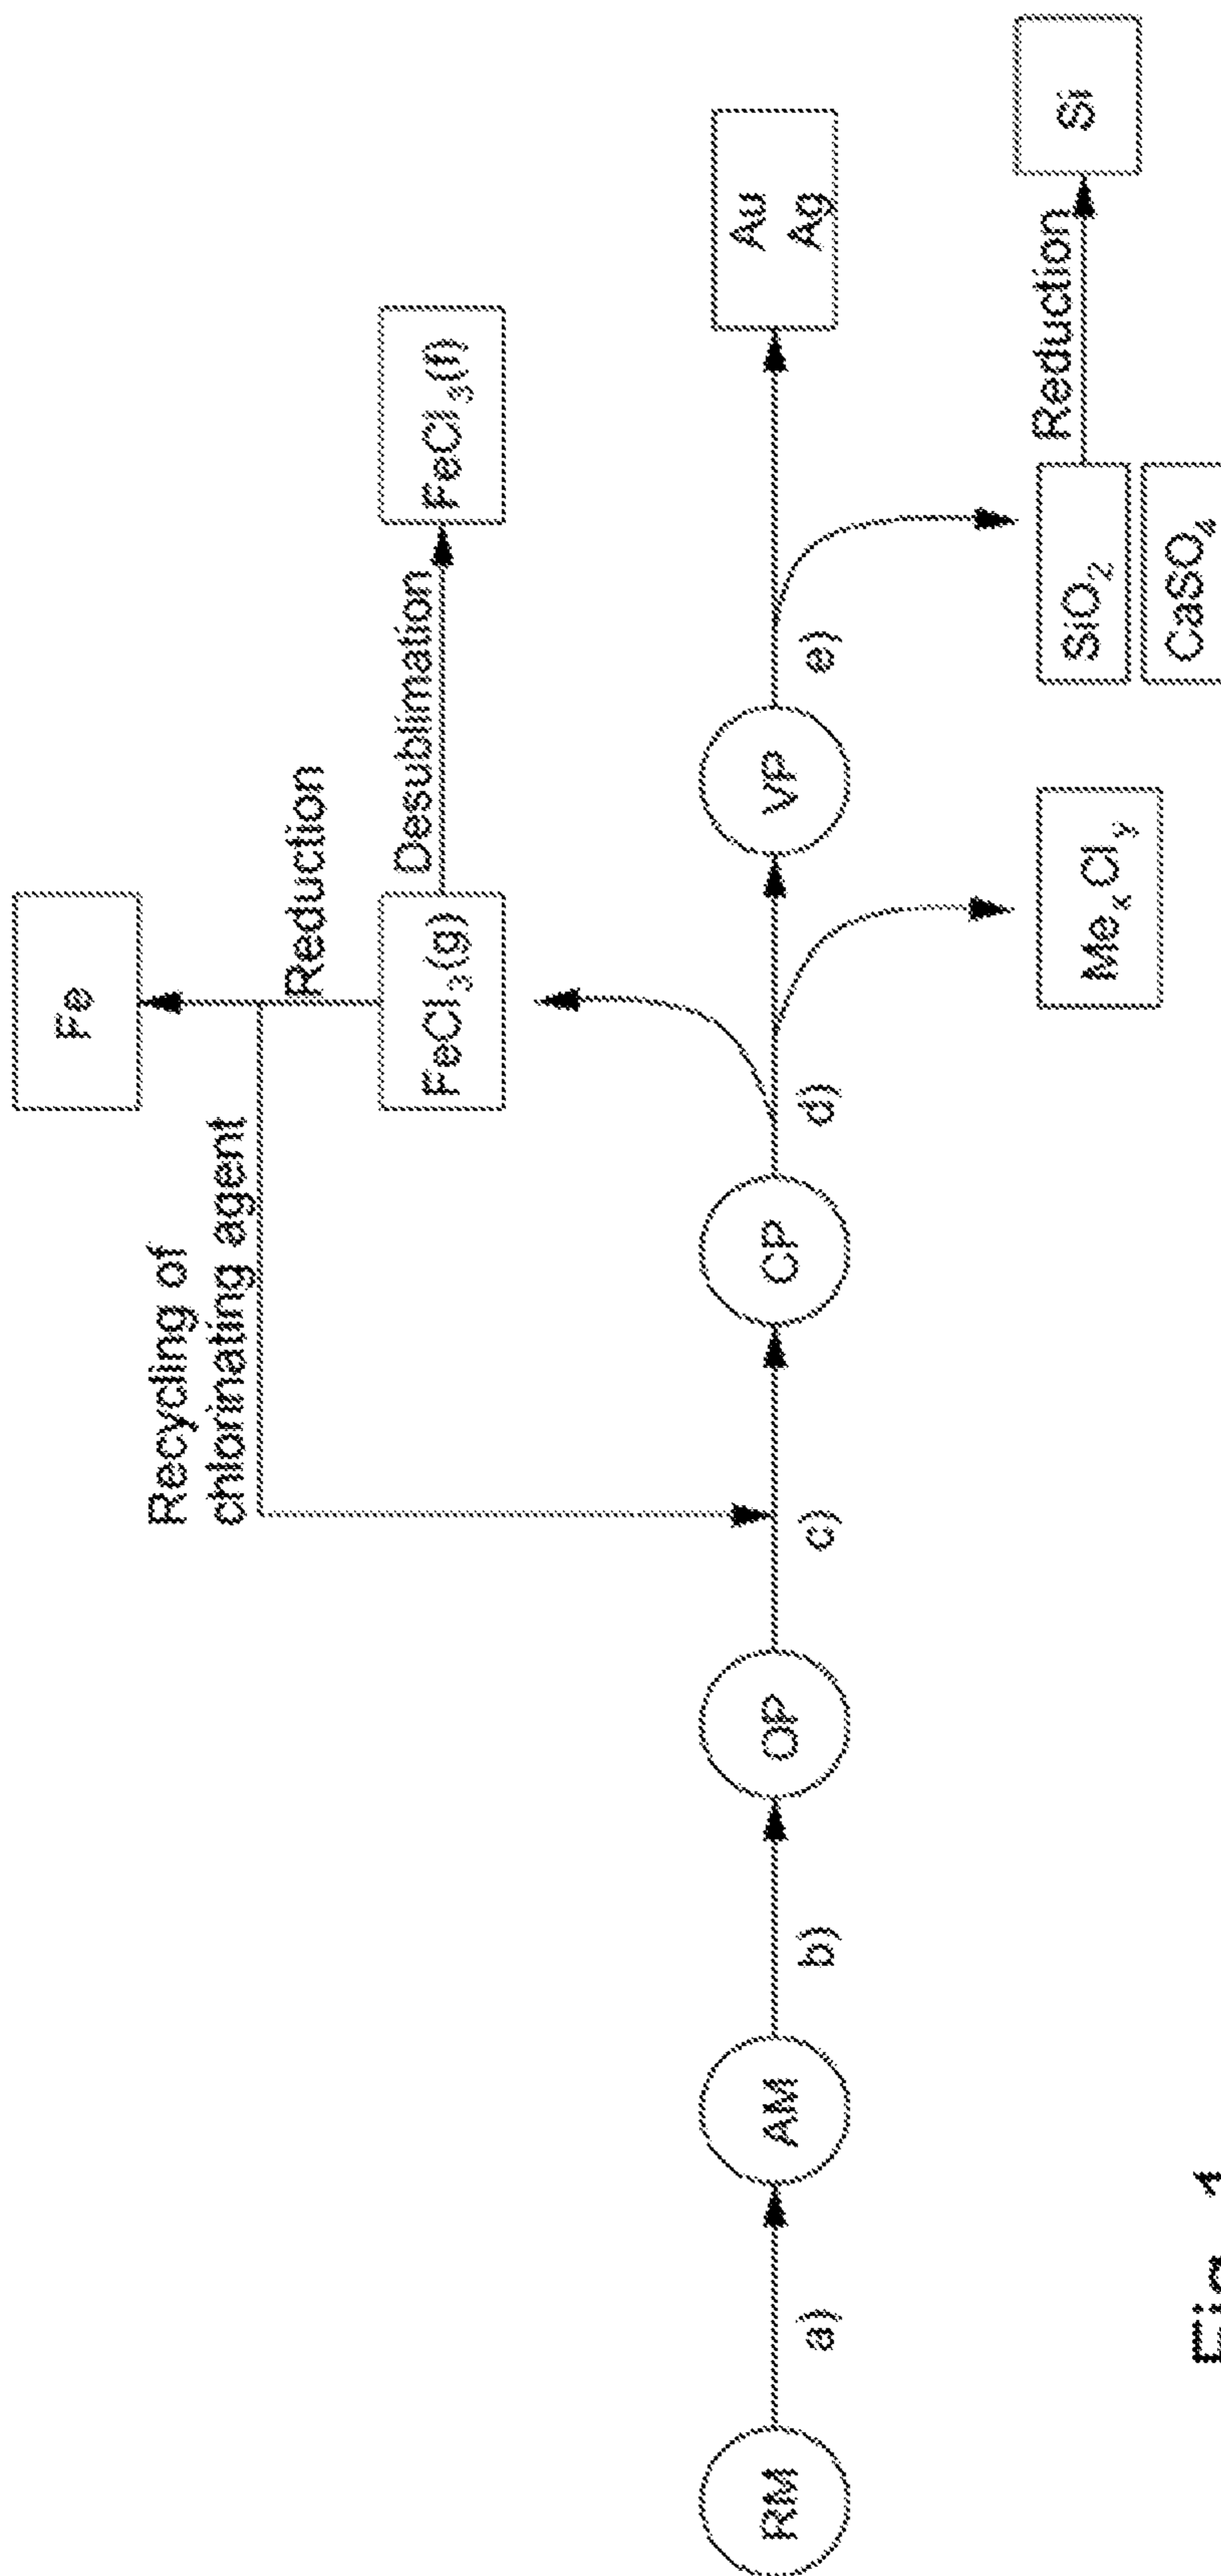 Fe
Recycling of
chlorinating agent
Reduction
FeCl₃(g)
Desublimation
FeCl₃(f)
RM
a)
AM
b)
OP
c)
CP
d)
VP
e)
Au
Ag
MeₓClᵧ
SiO₂
CaSO₄
Reduction
Si
Fig. 1